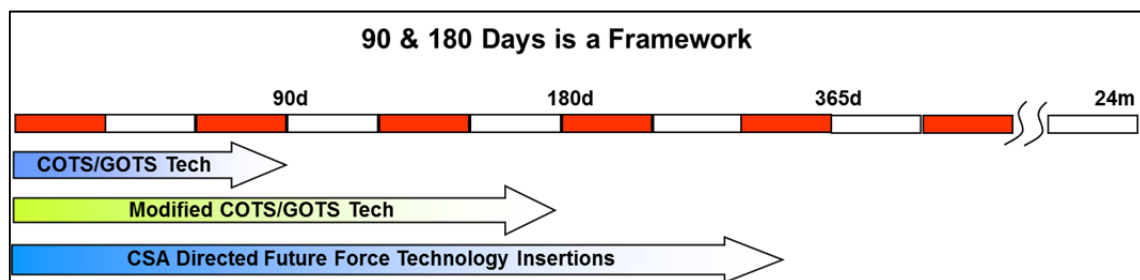 90 & 180 Days is a Framework
90d 180d 365d 24m
COTS/GOTS Tech
Modified COTS/GOTS Tech
CSA Directed Future Force Technology Insertions